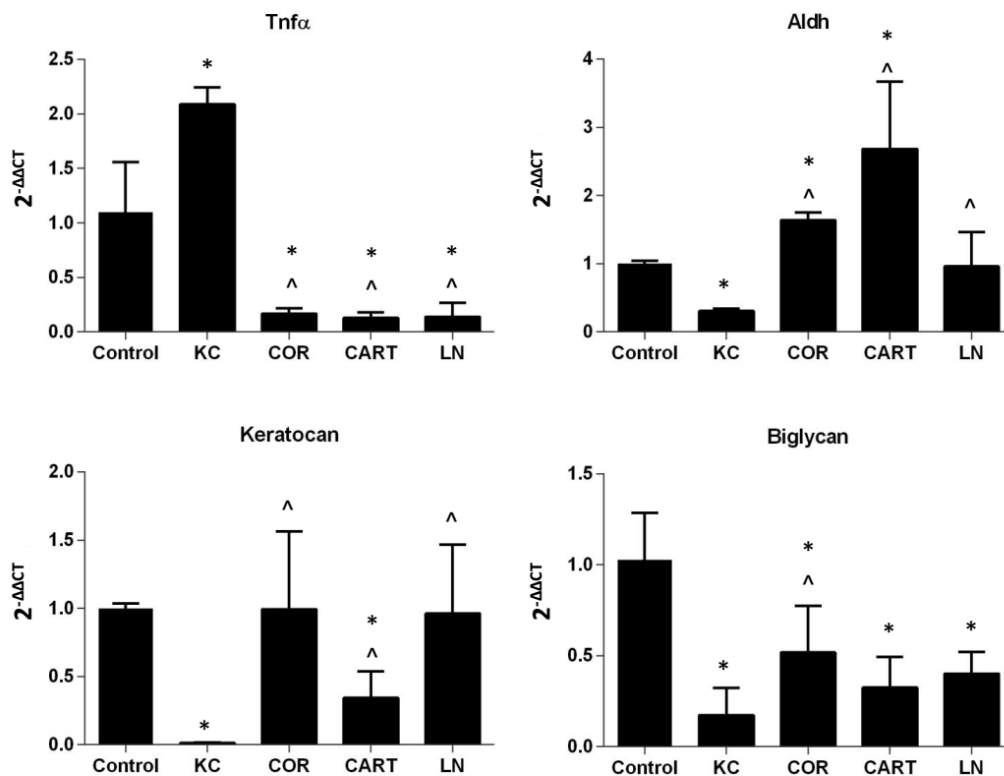 Tnfα
2.5
2.0
1.5
1.0
0.5
0.0
2-ΔΔCT
*
* * *
^ ^ ^
Control KC COR CART LN
Aldh
4
3
2
1
0
2-ΔΔCT
*
^
*
^
^
*
Control KC COR CART LN
Keratocan
2.0
1.5
1.0
0.5
0.0
2-ΔΔCT
^ ^
*
^
*
Control KC COR CART LN
Biglycan
1.5
1.0
0.5
0.0
2-ΔΔCT
*
^
* *
*
Control KC COR CART LN